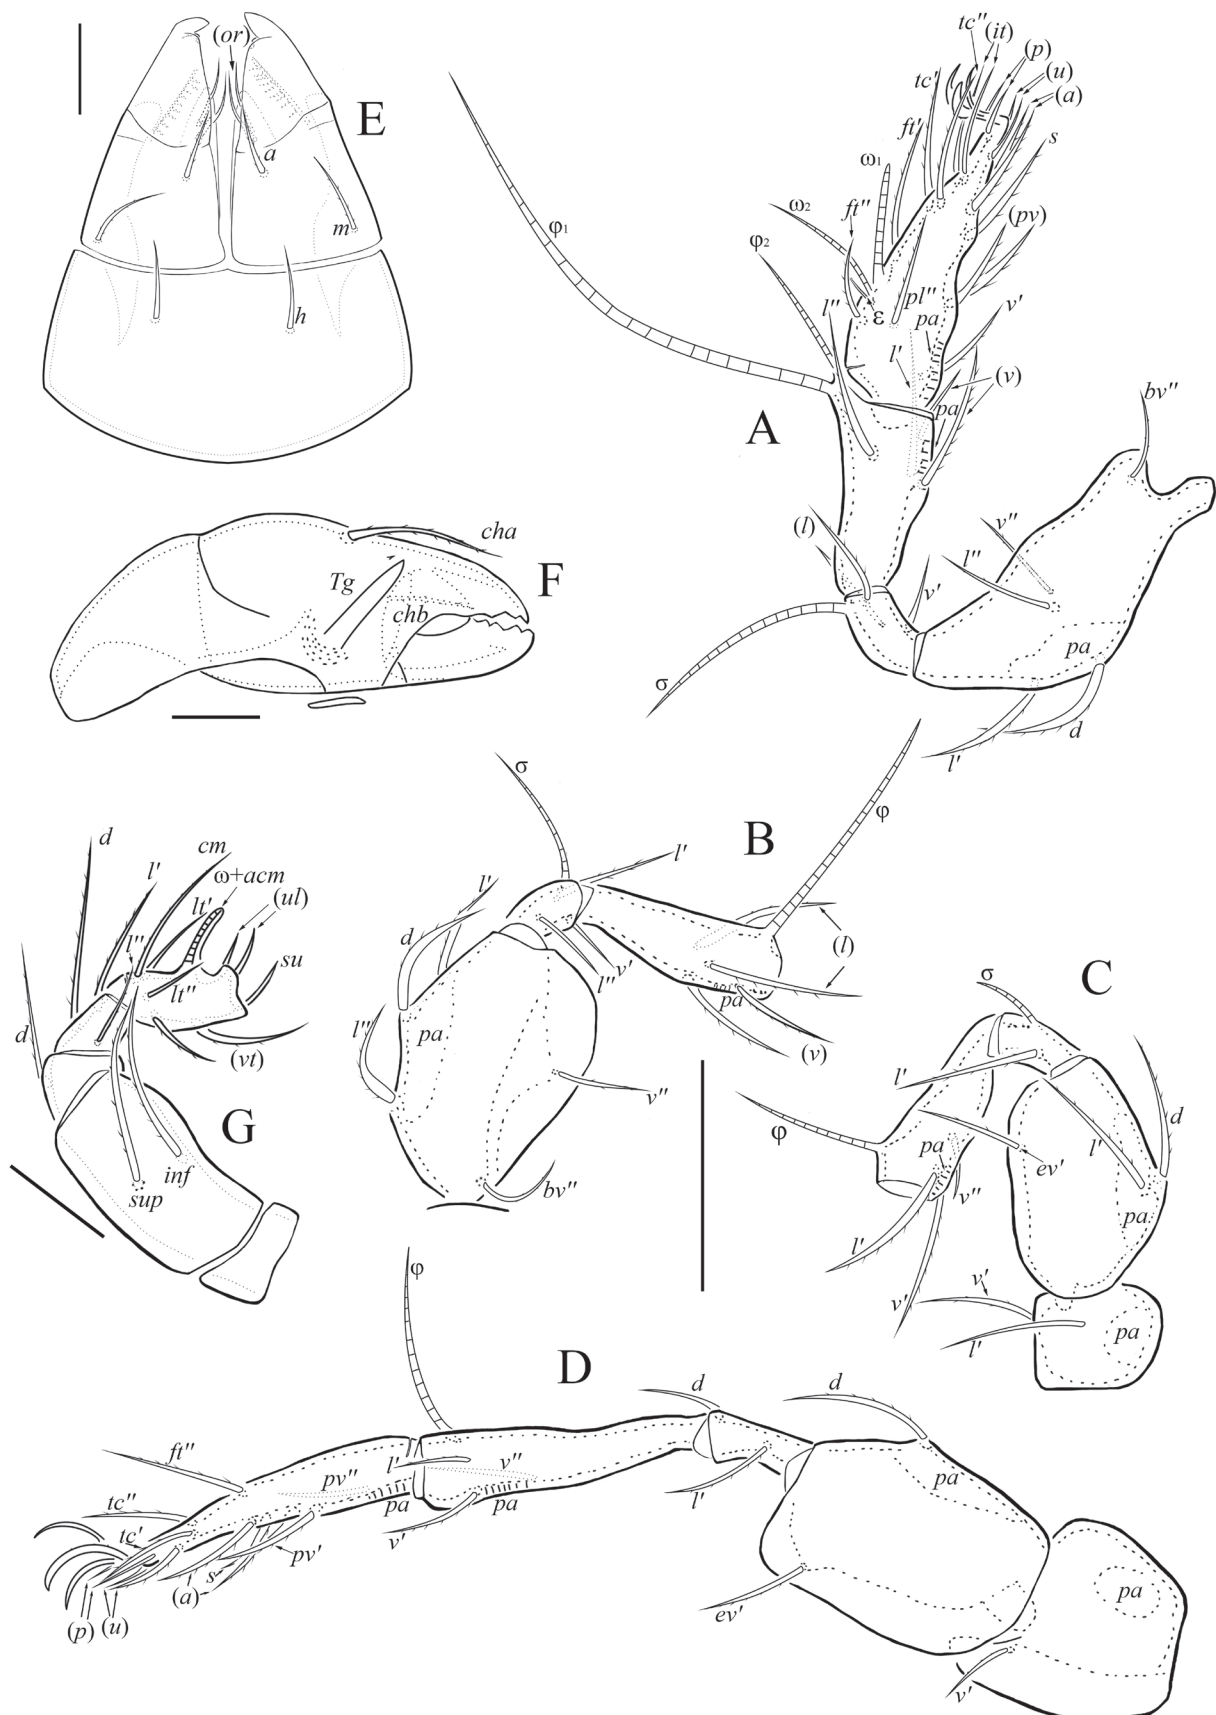 (or)
E
a
m
h
tc″
(it)
(p)
(u)
(a)
tc′
s
ft′
ω₁
ω₂
ft″
(pv)
φ₁
φ₂
l″
ε
pl″
pa
v′
l′
(v)
pa
bv″
A
(l)
v″
l″
v′
pa
σ
d
l′
cha
Tg
F
chb
σ
φ
B
l′
l′
d
l″
v′
(l)
pa
l″
pa
(v)
v″
bv″
d
cm
l′
ω+acm
lt′
(ul)
l″
su
lt″
d
(vt)
G
inf
sup
C
σ
l′
d
φ
pa
l′
ev′
v″
pa
l′
v′
v′
l′
pa
φ
D
d
d
ft″
l′
v″
pv″
pa
pa
pa
l′
tc″
tc′
v′
pv′
s
(a)
(p)
(u)
ev′
pa
v′